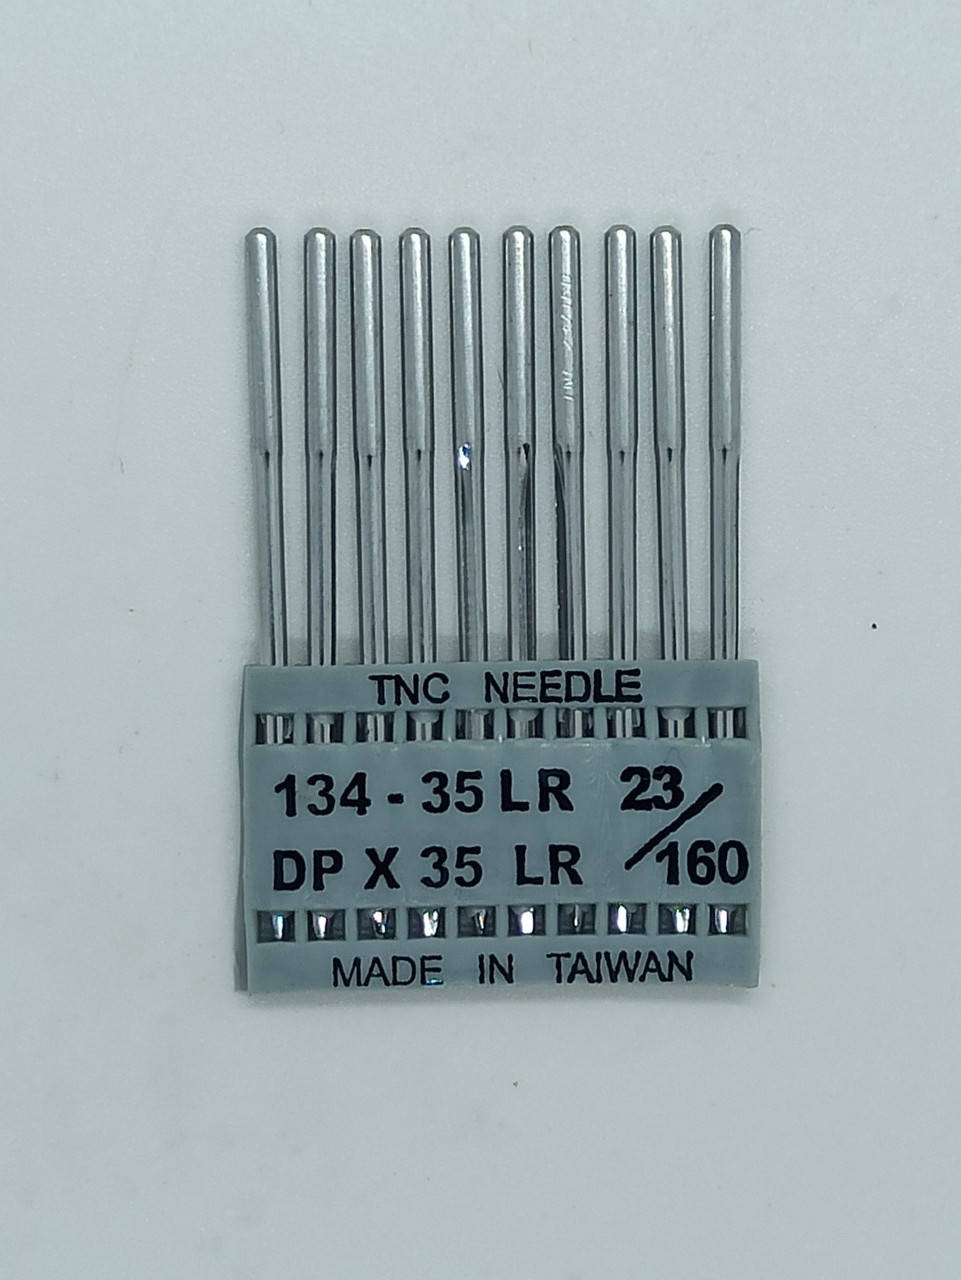 TNC NEEDLE
134 - 35 LR 23/160
DP X 35 LR
MADE IN TAIWAN